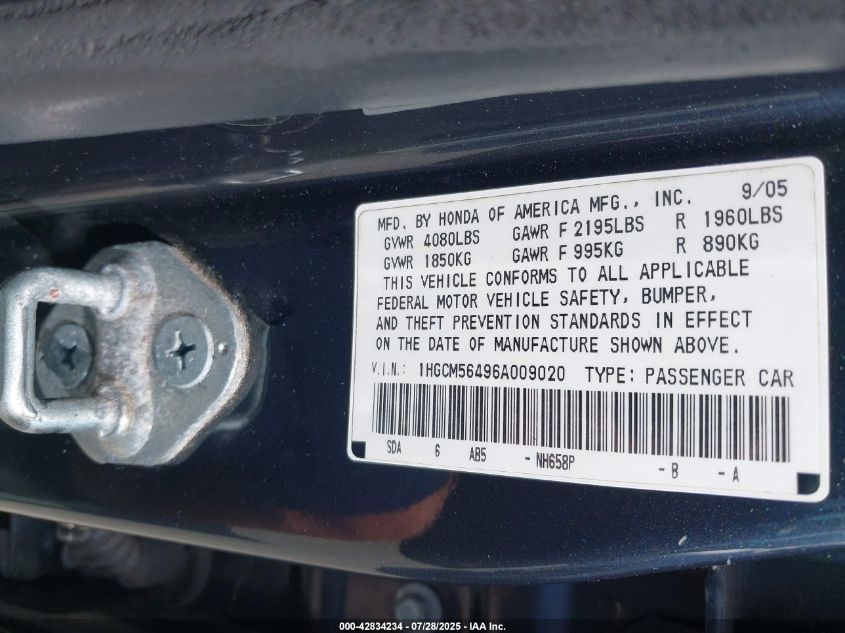 MFD. BY HONDA OF AMERICA MFG., INC. 9/05
GVWR 4080LBS GAWR F 2195LBS R 1960LBS
GVWR 1850KG GAWR F 995KG R 890KG
THIS VEHICLE CONFORMS TO ALL APPLICABLE
FEDERAL MOTOR VEHICLE SAFETY, BUMPER,
AND THEFT PREVENTION STANDARDS IN EFFECT
ON THE DATE OF MANUFACTURE SHOWN ABOVE.
V.I.N.: 1HGCM56496A009020 TYPE: PASSENGER CAR
SDA 6 AB5 - NH658P - B - A
000-42834234 | 07/28/2025 - IAA Inc.